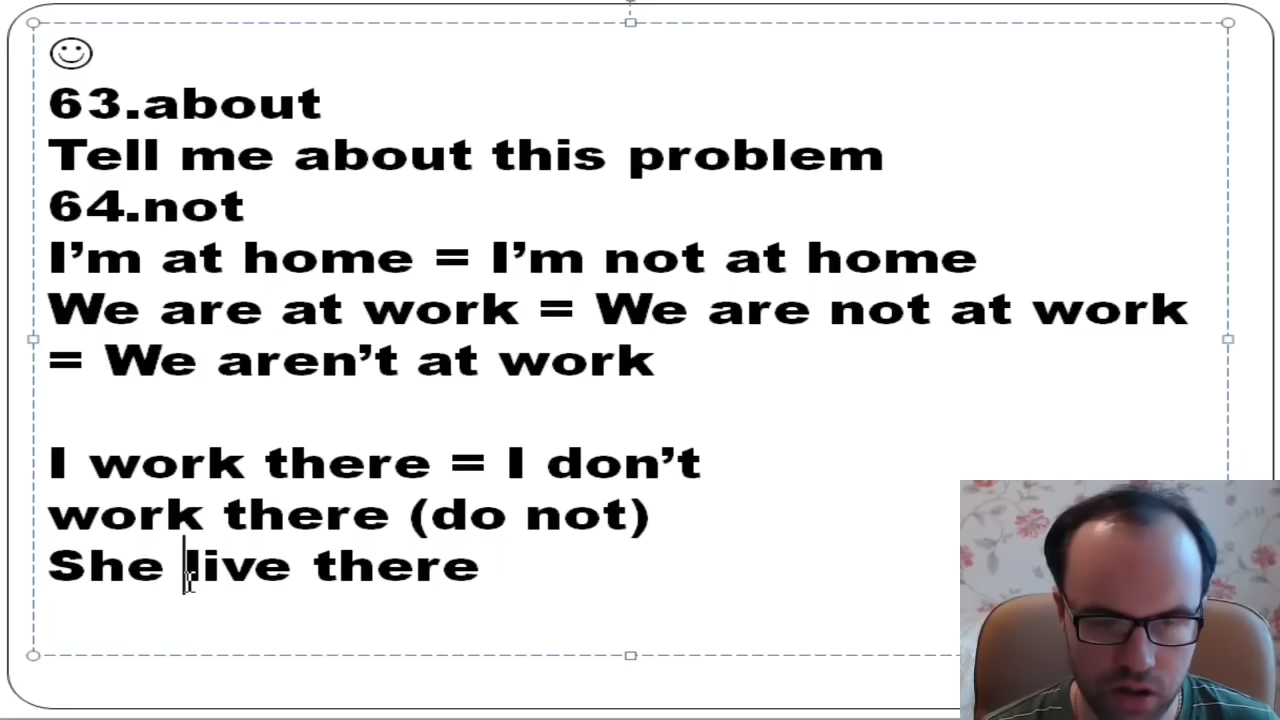 63.about
Tell me about this problem
64.not
I’m at home = I’m not at home
We are at work = We are not at work
= We aren’t at work
I work there = I don’t
work there (do not)
She live there